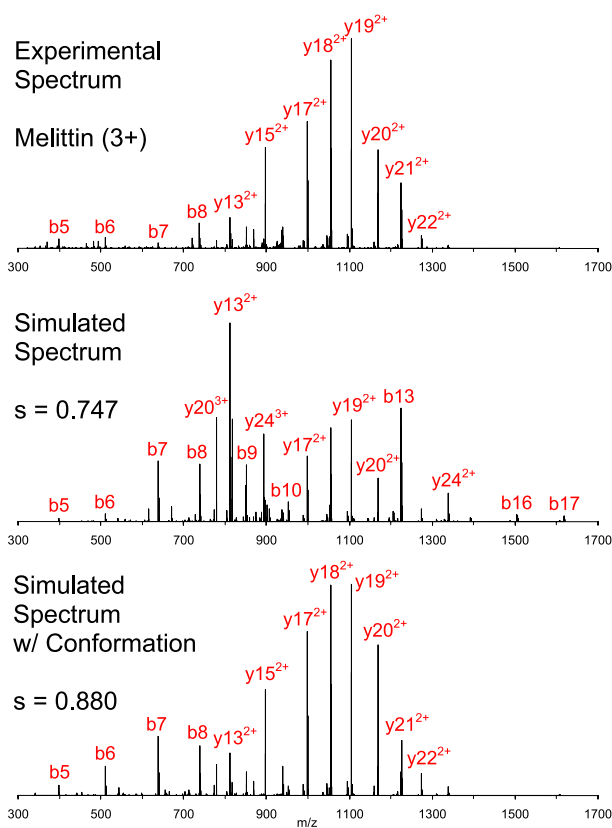 Experimental
Spectrum
Melittin (3+)
b5
b6
b7
b8
y13²⁺
y15²⁺
y17²⁺
y18²⁺
y19²⁺
y20²⁺
y21²⁺
y22²⁺
300 500 700 900 1100 1300 1500 1700
Simulated
Spectrum
s = 0.747
b5
b6
b7
b8
y20³⁺
y13²⁺
b9
y24³⁺
b10
y17²⁺
y19²⁺
y20²⁺
b13
y24²⁺
b16
b17
300 500 700 900 1100 1300 1500 1700
Simulated
Spectrum
w/ Conformation
s = 0.880
b5
b6
b7
b8
y13²⁺
y15²⁺
y17²⁺
y18²⁺
y19²⁺
y20²⁺
y21²⁺
y22²⁺
300 500 700 900 1100 1300 1500 1700
m/z